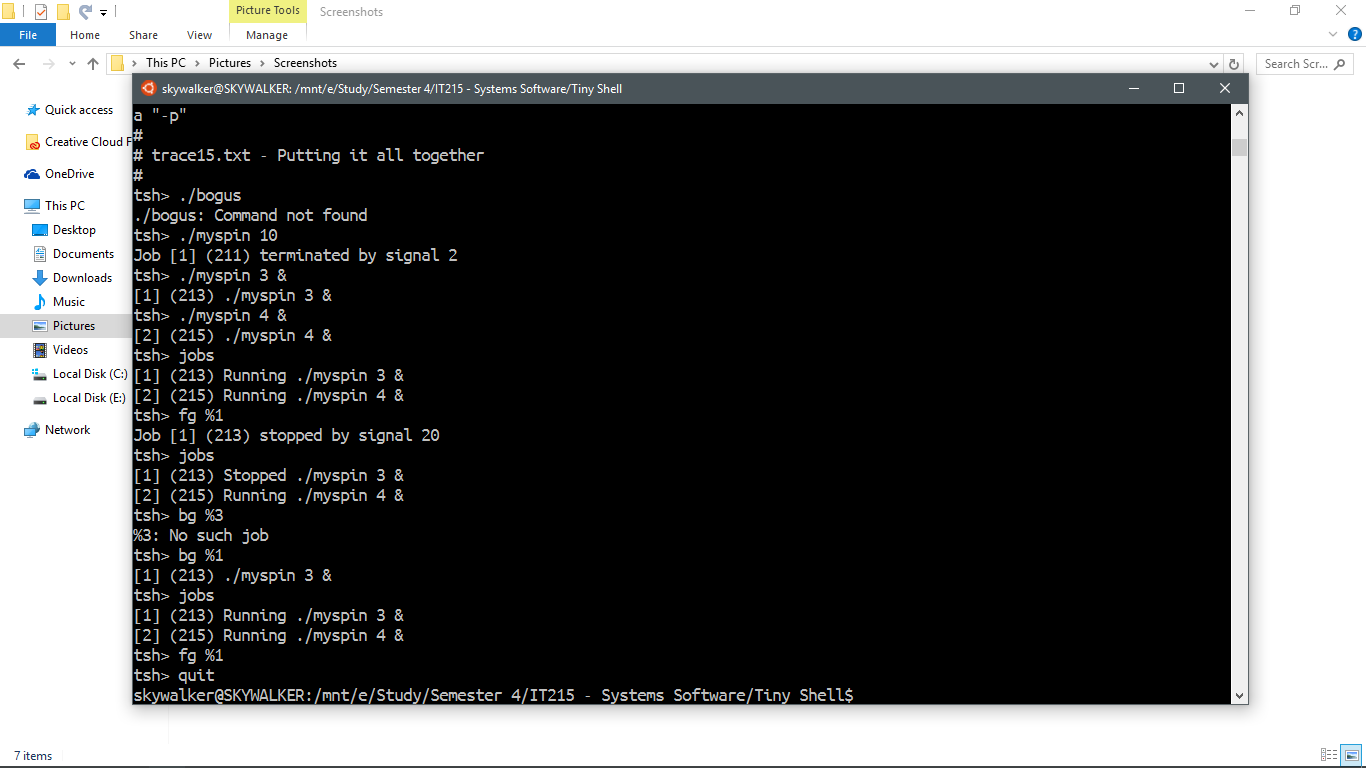 Picture Tools
Screenshots
File
Home
Share
View
Manage
This PC
Pictures
Screenshots
Search Scr...
Quick access
Creative Cloud F
OneDrive
This PC
Desktop
Documents
Downloads
Music
Pictures
Videos
Local Disk (C:)
Local Disk (E:)
Network
skywalker@SKYWALKER: /mnt/e/Study/Semester 4/IT215 - Systems Software/Tiny Shell
a "-p"
#
# trace15.txt - Putting it all together
#
tsh> ./bogus
./bogus: Command not found
tsh> ./myspin 10
Job [1] (211) terminated by signal 2
tsh> ./myspin 3 &
[1] (213) ./myspin 3 &
tsh> ./myspin 4 &
[2] (215) ./myspin 4 &
tsh> jobs
[1] (213) Running ./myspin 3 &
[2] (215) Running ./myspin 4 &
tsh> fg %1
Job [1] (213) stopped by signal 20
tsh> jobs
[1] (213) Stopped ./myspin 3 &
[2] (215) Running ./myspin 4 &
tsh> bg %3
%3: No such job
tsh> bg %1
[1] (213) ./myspin 3 &
tsh> jobs
[1] (213) Running ./myspin 3 &
[2] (215) Running ./myspin 4 &
tsh> fg %1
tsh> quit
skywalker@SKYWALKER:/mnt/e/Study/Semester 4/IT215 - Systems Software/Tiny Shell$
7 items